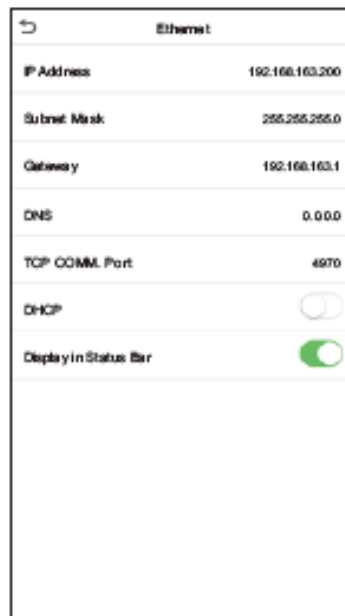 Ethernet
IP Address 192.168.163.200
Subnet Mask 255.255.255.0
Gateway 192.168.163.1
DNS 0.0.0.0
TCP COMM. Port 4970
DHCP
Display in Status Bar